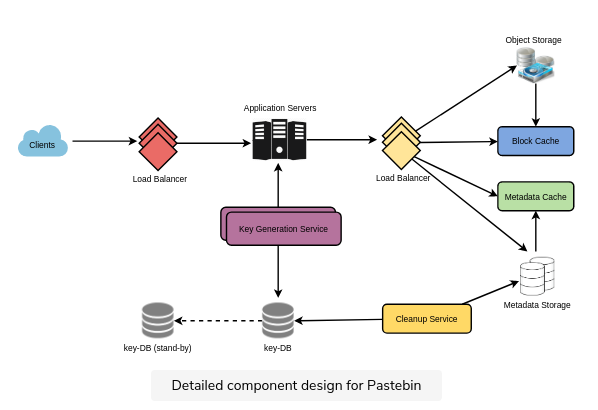 Object Storage
Application Servers
Clients
Block Cache
Load Balancer
Load Balancer
Metadata Cache
Key Generation Service
Metadata Storage
Cleanup Service
key-DB (stand-by)
key-DB
Detailed component design for Pastebin